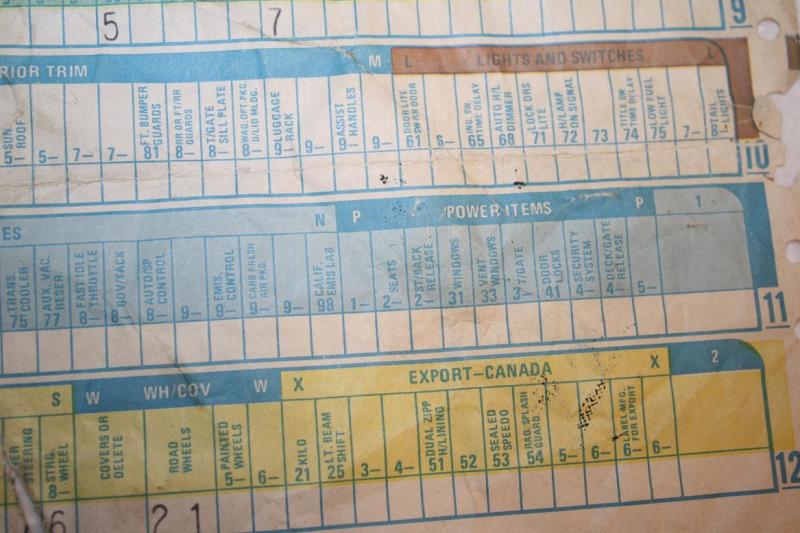 5 7 9
RIOR TRIM M L LIGHTS AND SWITCHES L
SUN ROOF 5-
5-
7-
7-
FT. BUMPER GUARDS 81
RR OR FT/RR GUARDS 8-
T/GATE SILL PLATE 8-
DRAG.OPT.PKG D/LID MLDG. 8-
LUGGAGE RACK 9-
9-
ASSIST HANDLES 9-
9-
DOOR LITE SW RR DOOR 61
6-
ING. SW. TIME DELAY 65
AUTO H/L DIMMER 68
LOCK DRS LITE 71
H/LAMP ON SIGNAL 72
73
TITLE SW TIME DELAY 74
LOW FUEL LIGHT 75
7-
TAIL LIGHTS 8
10
ES N P POWER ITEMS P 1
TRANS. COOLER 75
AUX. VAC. RESER 77
FAST IDLE THROTTLE 8-
GOV/TACK 8-
AUTO/SP CONTROL 8
9-
EMIS. CONTROL 9-
CARB FRESH AIR PKG 9
9-
CALIF. EMIS LAB 98
1-
SEATS 2-
ST/BACK RELEASE 2-
WINDOWS 31
VENT WINDOWS 33
T/GATE 3-
DOOR LOCKS 41
SECURITY SYSTEM 4-
DECK/GATE RELEASE 4-
5-
11
S W WH/COV W X EXPORT-CANADA X 2
STEERING
STRG. WHEEL 8-
COVERS OR DELETE
ROAD WHEELS
PAINTED WHEELS 5-
6-
KILO 21
LT. BEAM SHIFT 25
3-
4-
DUAL ZIPP H/LINING 51
52
SEALED SPEEDO 53
RAD. SPLASH GUARD 54
5-
6-
LABEL-MFG. FOR EXPORT 6-
6-
12
6 2 1